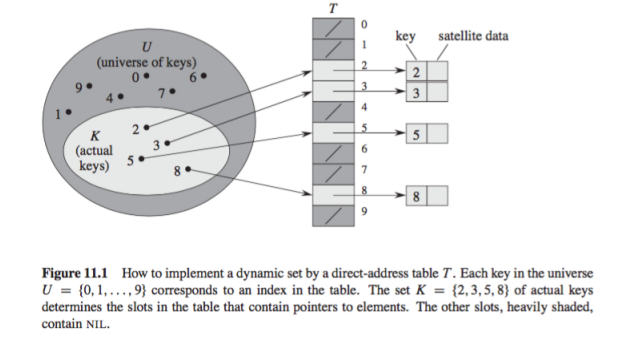 T
U
(universe of keys)
0
6
9
4
7
1
K
(actual
keys)
2
3
5
8
0
1
2
3
4
5
6
7
8
9
key satellite data
2
3
5
8
Figure 11.1 How to implement a dynamic set by a direct-address table T. Each key in the universe
U = {0, 1, . . . , 9} corresponds to an index in the table. The set K = {2, 3, 5, 8} of actual keys
determines the slots in the table that contain pointers to elements. The other slots, heavily shaded,
contain NIL.